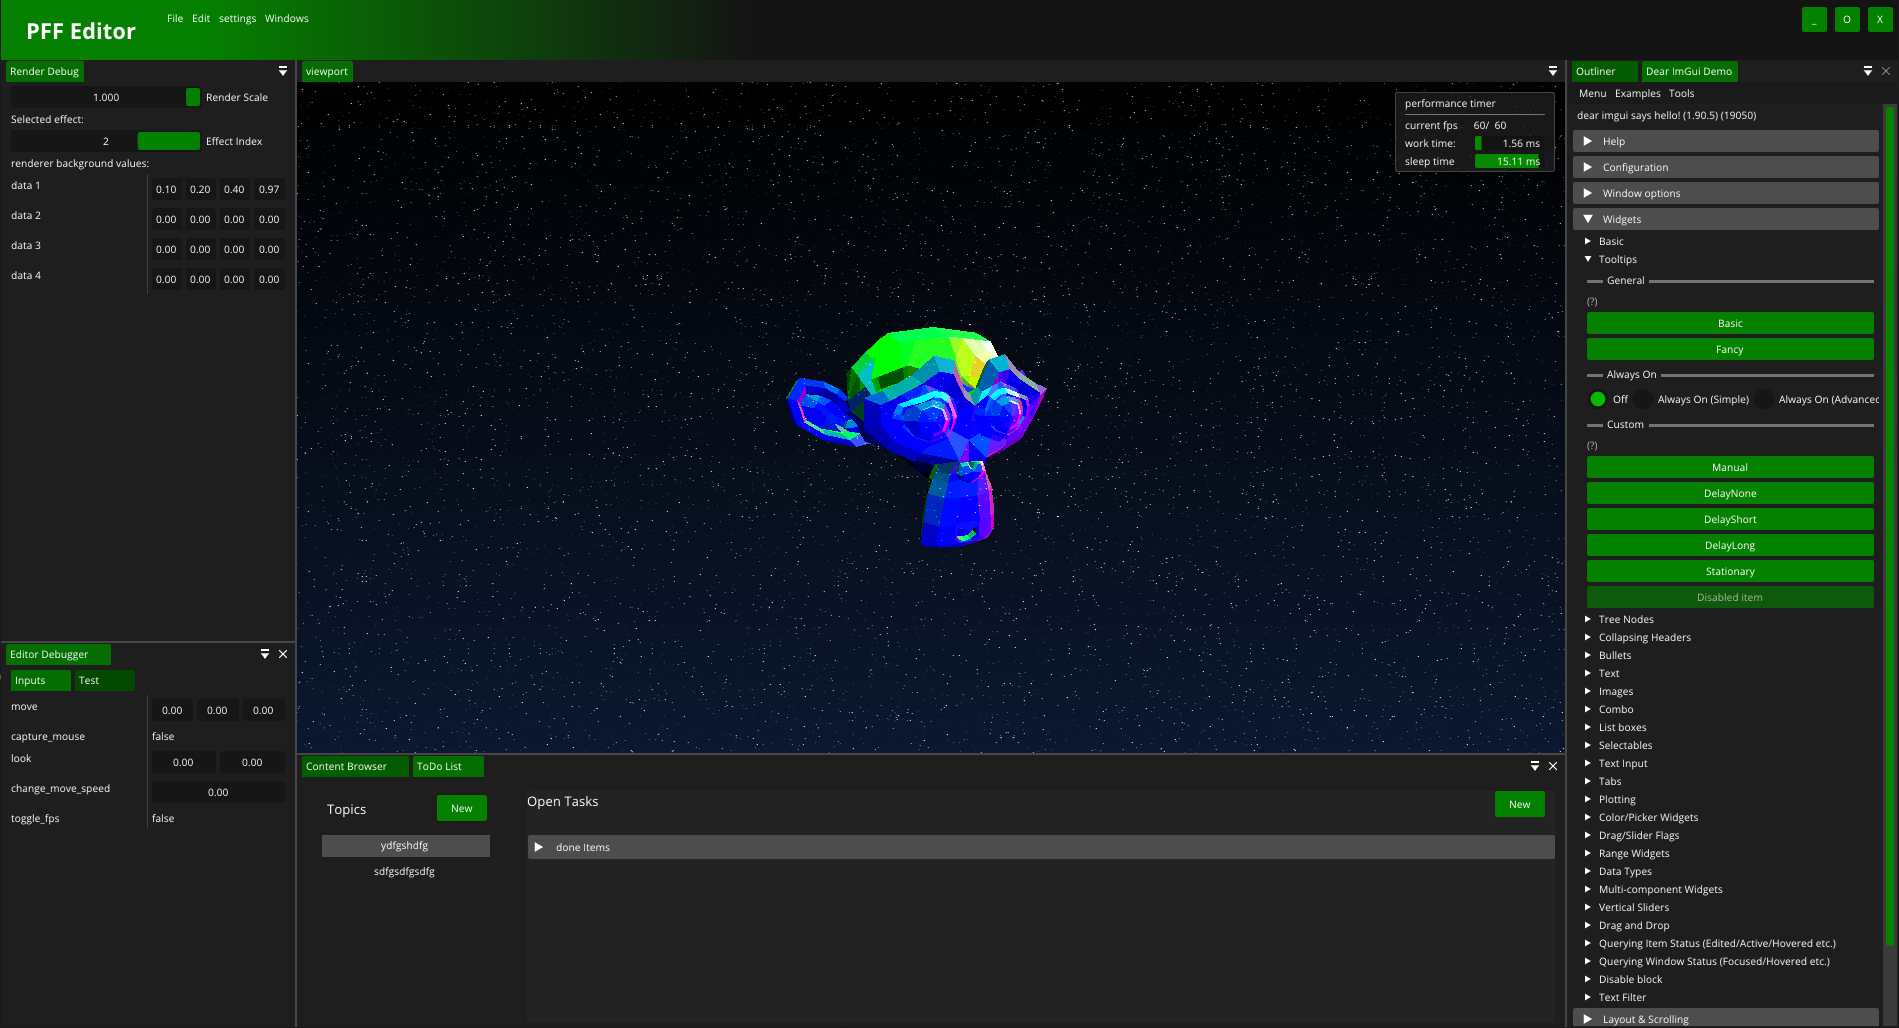 PFF Editor
File Edit settings Windows
_ O X
Render Debug
1.000 Render Scale
Selected effect:
2 Effect Index
renderer background values:
data 1 0.10 0.20 0.40 0.97
data 2 0.00 0.00 0.00 0.00
data 3 0.00 0.00 0.00 0.00
data 4 0.00 0.00 0.00 0.00
Editor Debugger
Inputs Test
move 0.00 0.00 0.00
capture_mouse false
look 0.00 0.00
change_move_speed 0.00
toggle_fps false
viewport
performance timer
current fps 60/ 60
work time: 1.56 ms
sleep time 15.11 ms
Content Browser ToDo List
Topics New
ydfgshdfg
sdfgsdfgsdfg
Open Tasks New
done Items
Outliner Dear ImGui Demo
Menu Examples Tools
dear imgui says hello! (1.90.5) (19050)
Help
Configuration
Window options
Widgets
Basic
Tooltips
General
(?)
Basic
Fancy
Always On
Off Always On (Simple) Always On (Advanced
Custom
(?)
Manual
DelayNone
DelayShort
DelayLong
Stationary
Disabled item
Tree Nodes
Collapsing Headers
Bullets
Text
Images
Combo
List boxes
Selectables
Text Input
Tabs
Plotting
Color/Picker Widgets
Drag/Slider Flags
Range Widgets
Data Types
Multi-component Widgets
Vertical Sliders
Drag and Drop
Querying Item Status (Edited/Active/Hovered etc.)
Querying Window Status (Focused/Hovered etc.)
Disable block
Text Filter
Layout & Scrolling